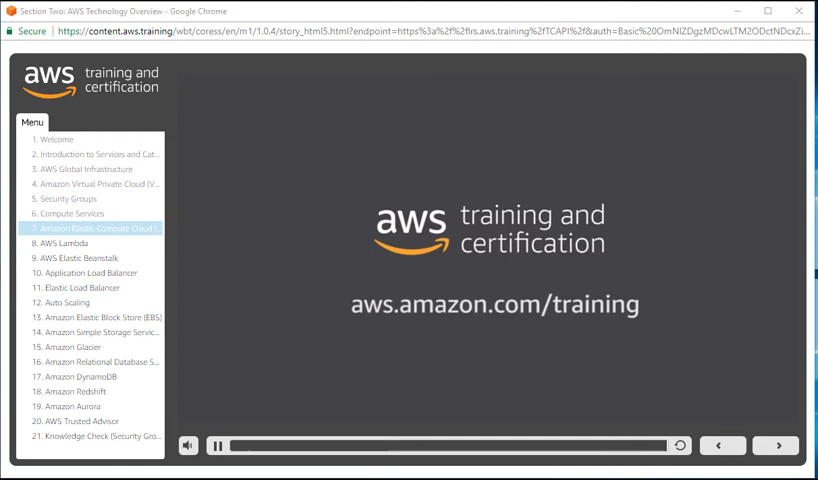 Section Two: AWS Technology Overview - Google Chrome
Secure | https://content.aws.training/wbt/coress/en/m1/1.0.4/story_html5.html?endpoint=https%3a%2f%2flrs.aws.training%2fTCAPI%2f&auth=Basic%20OmNlZDgzMDcwLTM2ODctNDcxZi...
aws training and certification
Menu
1. Welcome
2. Introduction to Services and Cat...
3. AWS Global Infrastructure
4. Amazon Virtual Private Cloud (V...
5. Security Groups
6. Compute Services
7. Amazon Elastic Compute Cloud (...
8. AWS Lambda
9. AWS Elastic Beanstalk
10. Application Load Balancer
11. Elastic Load Balancer
12. Auto Scaling
13. Amazon Elastic Block Store (EBS)
14. Amazon Simple Storage Servic...
15. Amazon Glacier
16. Amazon Relational Database S...
17. Amazon DynamoDB
18. Amazon Redshift
19. Amazon Aurora
20. AWS Trusted Advisor
21. Knowledge Check (Security Gro...
aws training and
certification
aws.amazon.com/training